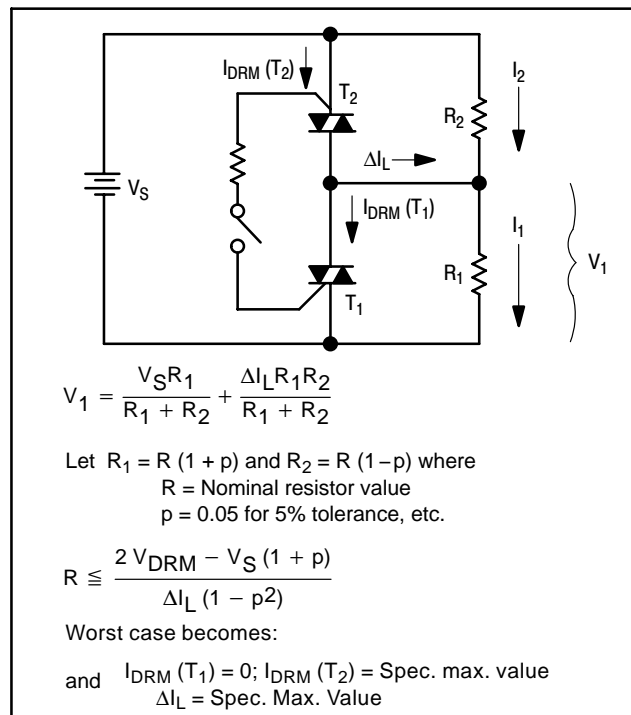 I_DRM (T_2)
T_2
I_2
R_2
ΔI_L
V_S
I_DRM (T_1)
I_1
R_1
V_1
T_1
V_1 = V_S R_1 / (R_1 + R_2) + ΔI_L R_1 R_2 / (R_1 + R_2)
Let R_1 = R (1 + p) and R_2 = R (1 – p) where
R = Nominal resistor value
p = 0.05 for 5% tolerance, etc.
R ≦ (2 V_DRM – V_S (1 + p)) / (ΔI_L (1 – p²))
Worst case becomes:
and I_DRM (T_1) = 0; I_DRM (T_2) = Spec. max. value
ΔI_L = Spec. Max. Value